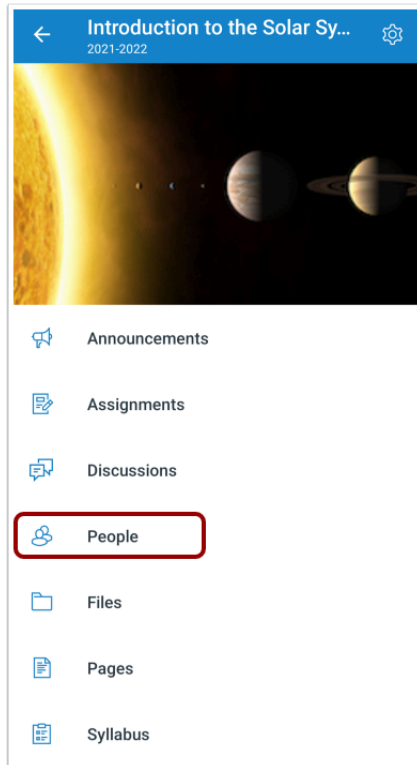 Introduction to the Solar Sy...
2021-2022
Announcements
Assignments
Discussions
People
Files
Pages
Syllabus